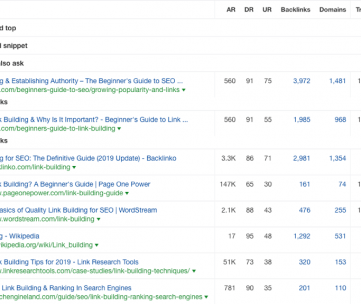 AR DR UR Backlinks Domains
d top
d snippet
also ask
g & Establishing Authority – The Beginner's Guide to SEO ... 560 91 75 3,972 1,481
.com/beginners-guide-to-seo/growing-popularity-and-links
ks
k Building & Why Is It Important? - Beginner's Guide to Link ... 560 91 55 1,985 968
.com/beginners-guide-to-link-building
ks
g for SEO: The Definitive Guide (2019 Update) - Backlinko 3.3K 86 71 2,981 1,354
linko.com/link-building
k Building? A Beginner's Guide | Page One Power 147K 65 30 161 74
w.pageonepower.com/link-building-guide
asics of Quality Link Building for SEO | WordStream 2.1K 88 43 476 255
w.wordstream.com/link-building
g - Wikipedia 17 95 48 1,292 531
wikipedia.org/wiki/Link_building
k Building Tips for 2019 - Link Research Tools 51K 73 38 320 153
w.linkresearchtools.com/case-studies/link-building-techniques/
Link Building & Ranking In Search Engines 781 90 35 201 110
chengineland.com/guide/seo/link-building-ranking-search-engines